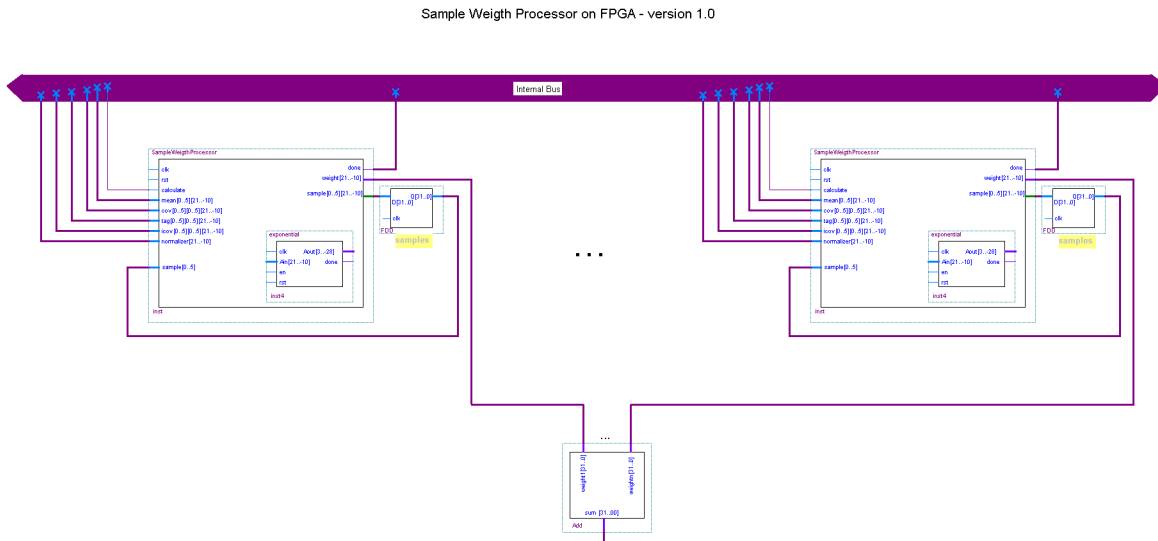 Sample Weigth Processor on FPGA - version 1.0
Internal Bus
SampleWeigthProcessor
clk
rst
calculate
mean[0..5][21..-10]
cov[0..5][0..5][21..-10]
tag[0..5][0..5][21..-10]
icov[0..5][0..5][21..-10]
normalizer[21..-10]
sample[0..5]
done
weight[21..-10]
sample[0..5][21..-10]
exponential
clk
Ain[21..-10]
en
rst
Aout[3..-28]
done
inst4
inst
D[31..0]
Q[31..0]
clk
FDD
samples
...
SampleWeigthProcessor
clk
rst
calculate
mean[0..5][21..-10]
cov[0..5][0..5][21..-10]
tag[0..5][0..5][21..-10]
icov[0..5][0..5][21..-10]
normalizer[21..-10]
sample[0..5]
done
weight[21..-10]
sample[0..5][21..-10]
exponential
clk
Ain[21..-10]
en
rst
Aout[3..-28]
done
inst4
inst
D[31..0]
Q[31..0]
clk
FDD
samples
...
weight1[31..0]
weightn[31..0]
sum [31..00]
Add